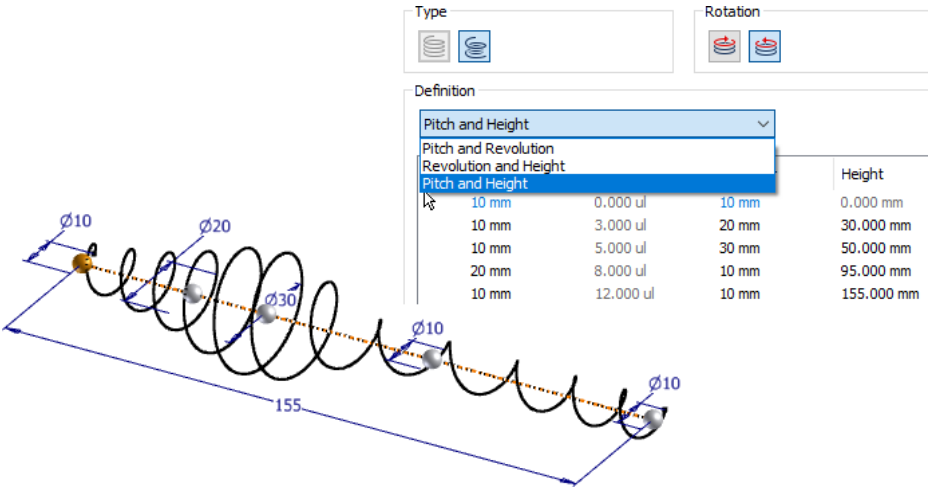 Type
Rotation
Definition
Pitch and Height
Pitch and Revolution
Revolution and Height
Pitch and Height
Height
10 mm 0.000 ul 10 mm 0.000 mm
10 mm 3.000 ul 20 mm 30.000 mm
10 mm 5.000 ul 30 mm 50.000 mm
20 mm 8.000 ul 10 mm 95.000 mm
10 mm 12.000 ul 10 mm 155.000 mm
Ø10
Ø20
Ø30
Ø10
Ø10
155